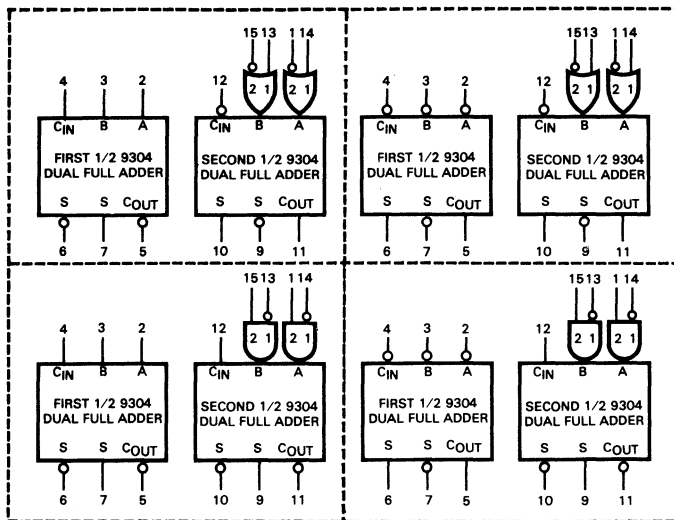 15 13 1 14
4 3 2 12 2 1 2 1
CIN B A CIN B A
FIRST 1/2 9304 DUAL FULL ADDER
SECOND 1/2 9304 DUAL FULL ADDER
S S COUT S S COUT
6 7 5 10 9 11
15 13 1 14
4 3 2 12 2 1 2 1
CIN B A CIN B A
FIRST 1/2 9304 DUAL FULL ADDER
SECOND 1/2 9304 DUAL FULL ADDER
S S COUT S S COUT
6 7 5 10 9 11
15 13 1 14
4 3 2 12 2 1 2 1
CIN B A CIN B A
FIRST 1/2 9304 DUAL FULL ADDER
SECOND 1/2 9304 DUAL FULL ADDER
S S COUT S S COUT
6 7 5 10 9 11
15 13 1 14
4 3 2 12 2 1 2 1
CIN B A CIN B A
FIRST 1/2 9304 DUAL FULL ADDER
SECOND 1/2 9304 DUAL FULL ADDER
S S COUT S S COUT
6 7 5 10 9 11